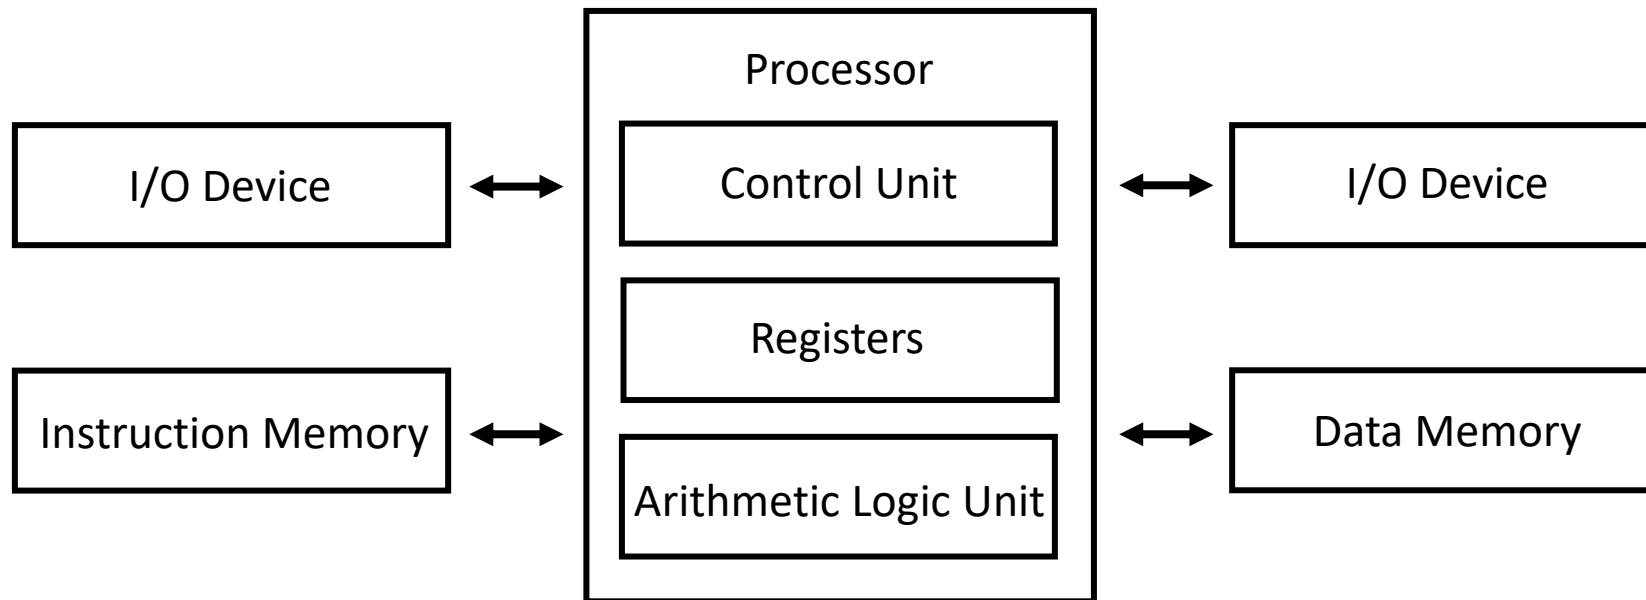 Processor
I/O Device
Control Unit
I/O Device
Registers
Instruction Memory
Data Memory
Arithmetic Logic Unit